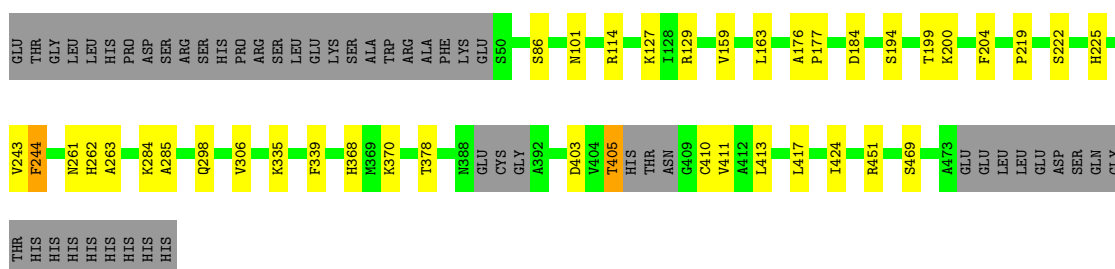 GLU THR GLY LEU LEU HIS PRO ASP SER ARG SER SER HIS PRO ARG SER LEU GLU LYS SER ALA TRP ARG ALA PHE LYS GLU S50 S86 N101 R114 K127 I128 R129 V159 L163 A176 P177 D184 S194 T199 K200 F204 P219 S222 H225
V243 F244 N261 H262 A263 K284 A285 Q298 V306 K335 F339 H368 M369 K370 T378 N388 GLU CYS GLY A392 D403 V404 T405 HIS THR ASN G409 C410 V411 A412 L413 L417 I424 R451 S469 A473 GLU GLU LEU LEU GLU ASP SER GLN GLY
THR HIS HIS HIS HIS HIS HIS HIS